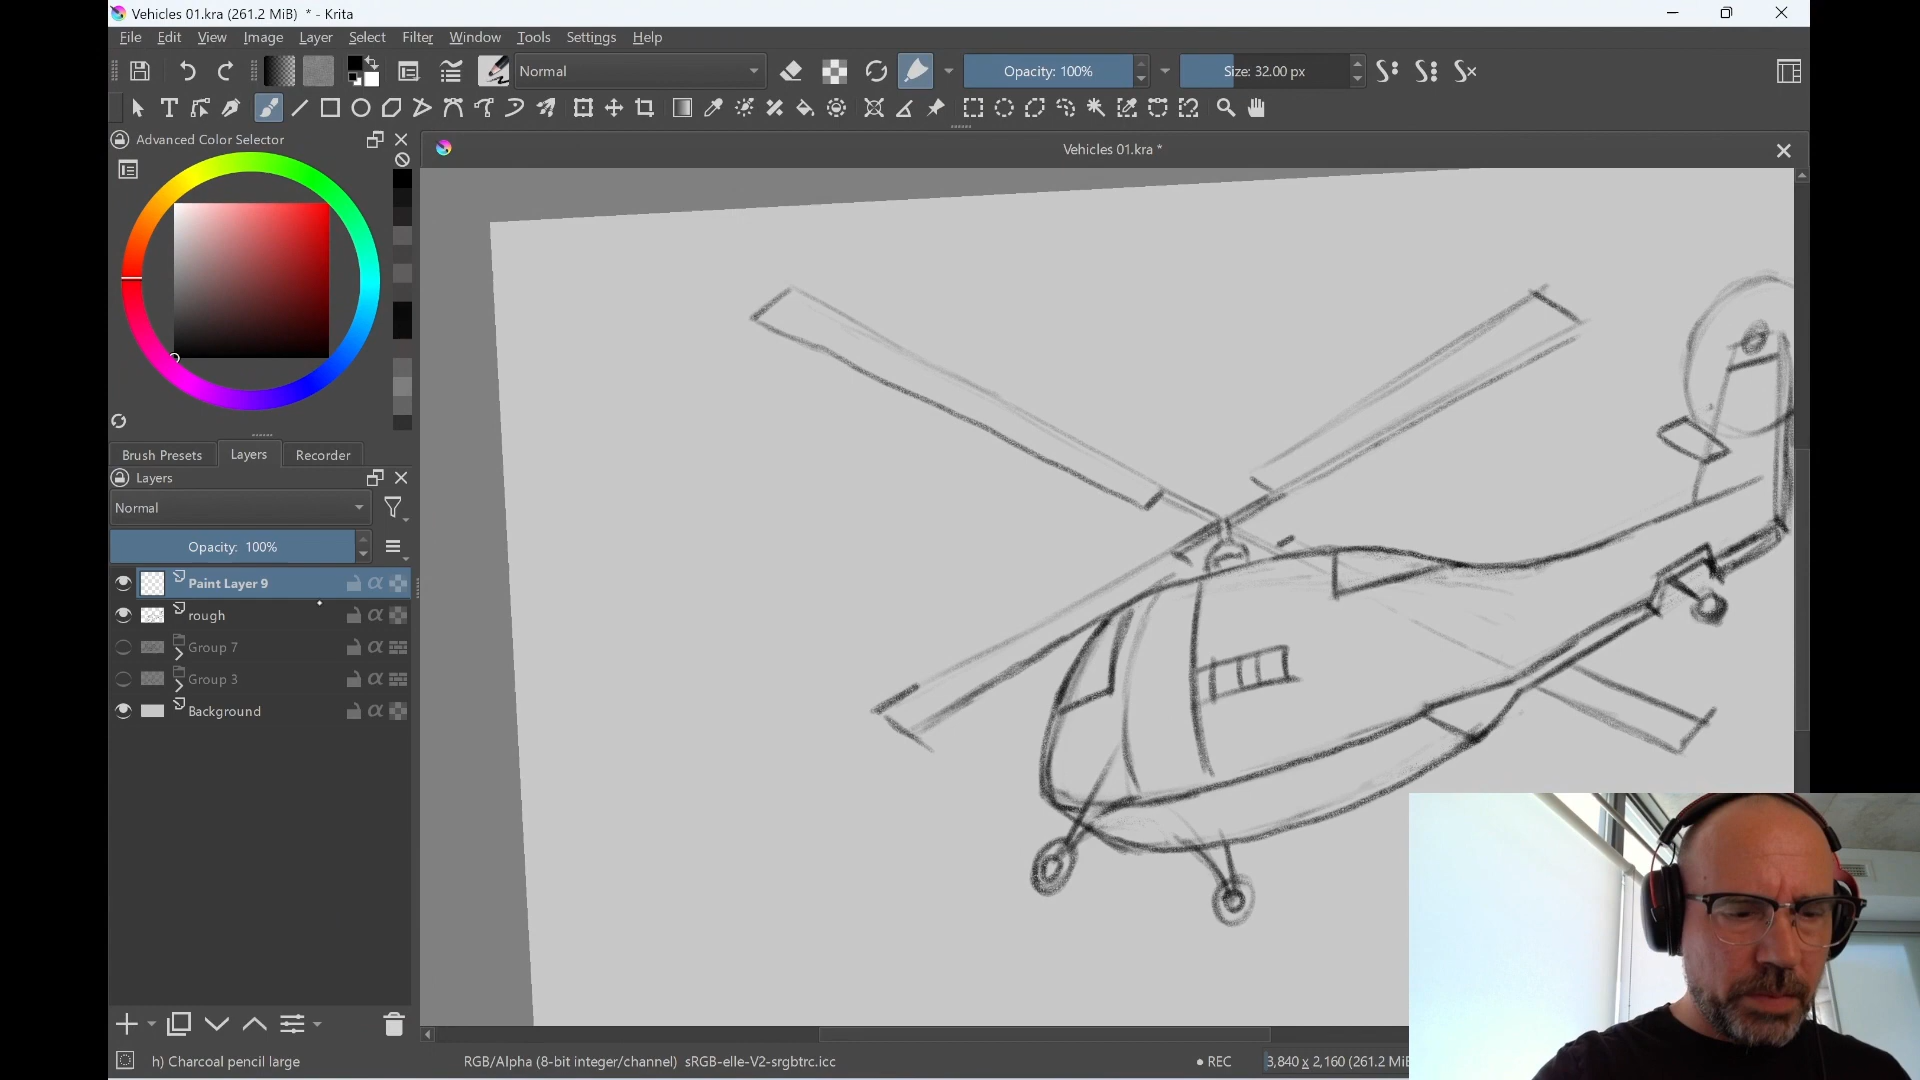 Vehicles 01.kra (261.2 MiB) * - Krita
File Edit View Image Layer Select Filter Tools Settings Window Help
Normal Opacity: 100% Size: 32.00 px
Advanced Color Selector
Vehicles 01.kra *
Brush Presets Layers Recorder
Layers
Normal
Opacity: 100%
Paint Layer 9
rough
Group 7
Group 3
Background
h) Charcoal pencil large RGB/Alpha (8-bit integer/channel) sRGB-elle-V2-srgbtrc.icc REC 3,840 x 2,160 (261.2 MiB